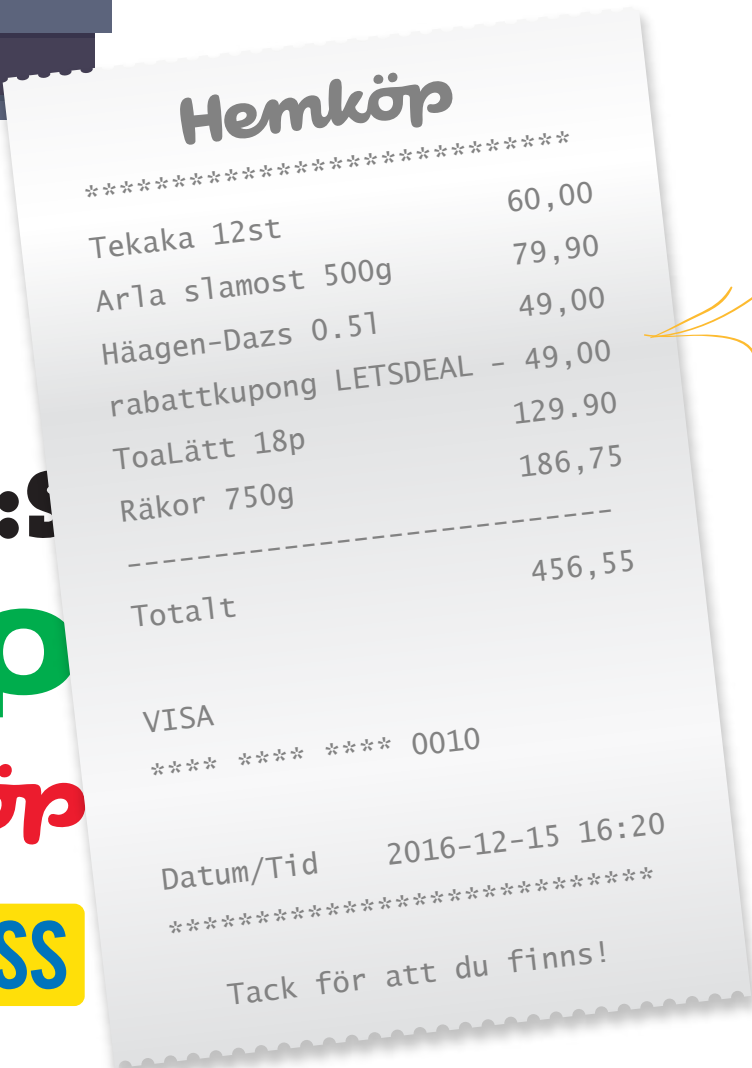 Hemköp
****************************
Tekaka 12st 60,00
Arla slamost 500g 79,90
Häagen-Dazs 0.5l 49,00
rabattkupong LETSDEAL - 49,00
ToaLätt 18p 129.90
Räkor 750g 186,75
----------------------------
Totalt 456,55
VISA
**** **** **** 0010
Datum/Tid 2016-12-15 16:20
****************************
Tack för att du finns!
:S
p
öp
SS